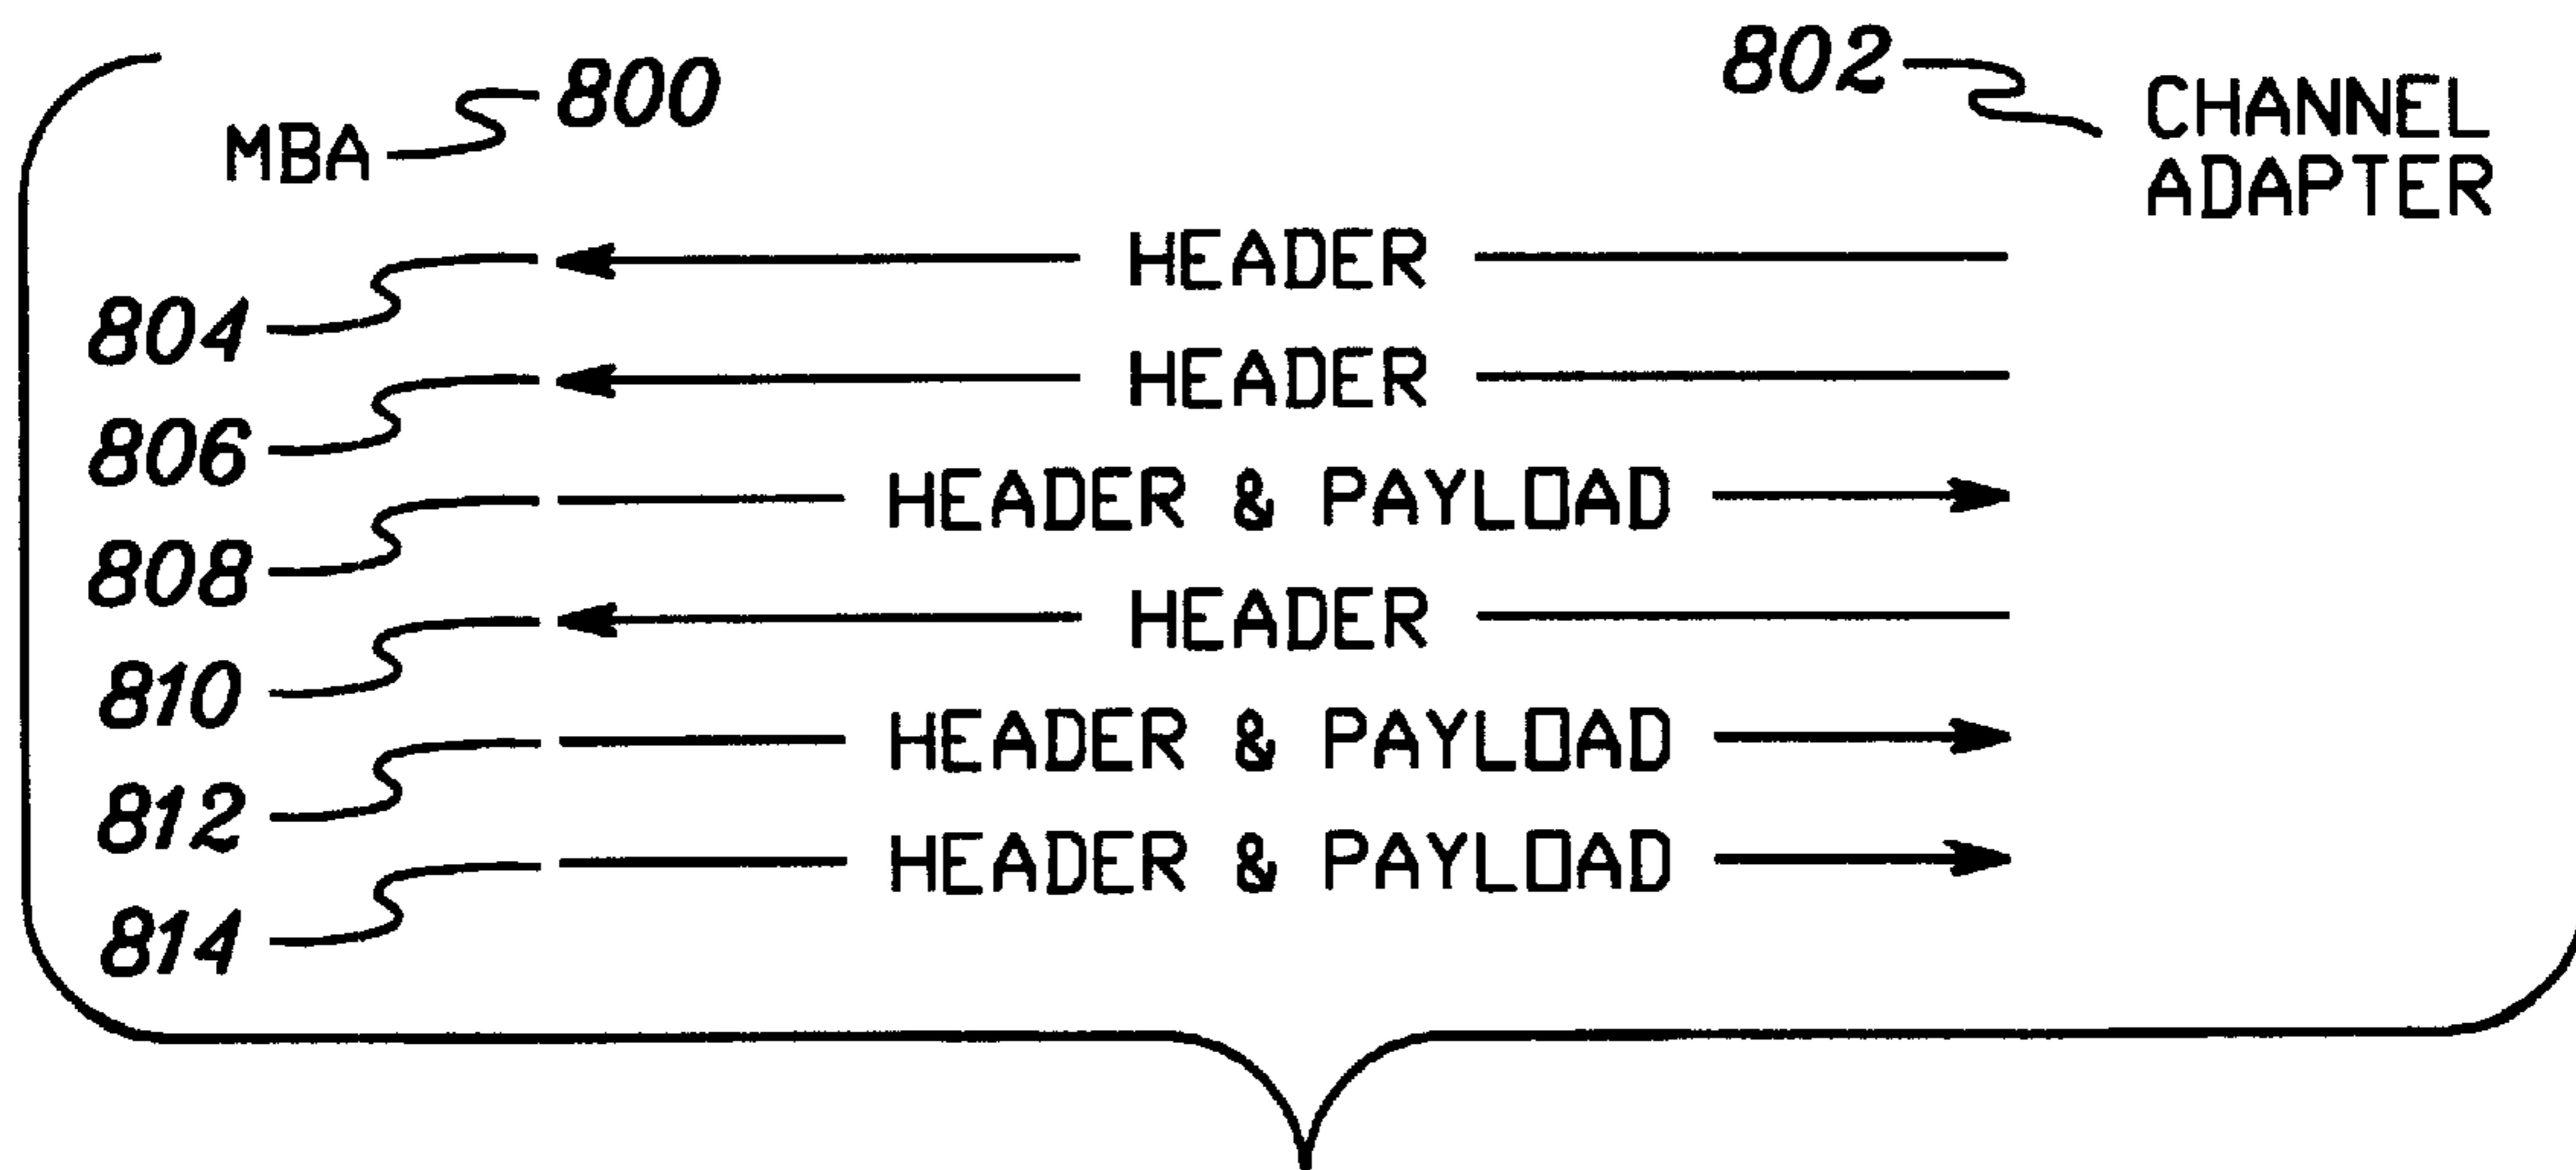 MBA 800
802 CHANNEL
ADAPTER
HEADER
804
HEADER
806
HEADER & PAYLOAD
808
HEADER
810
HEADER & PAYLOAD
812
HEADER & PAYLOAD
814